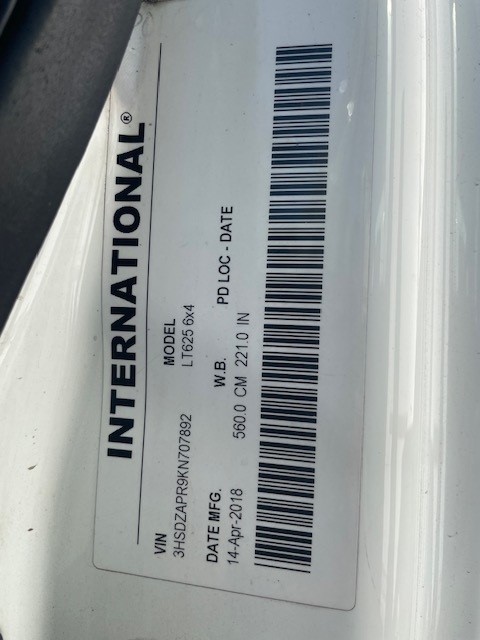 INTERNATIONAL®
VIN MODEL
3HSDZAPR9KN707892 LT625 6x4
DATE MFG. W.B. PD LOC - DATE
14-Apr-2018 560.0 CM 221.0 IN